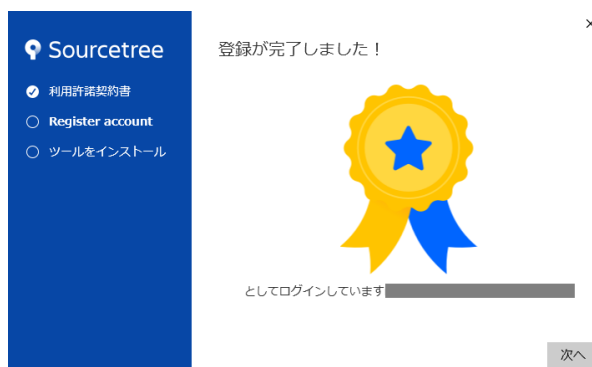 Sourcetree
利用許諾契約書
Register account
ツールをインストール
登録が完了しました！
としてログインしています
次へ